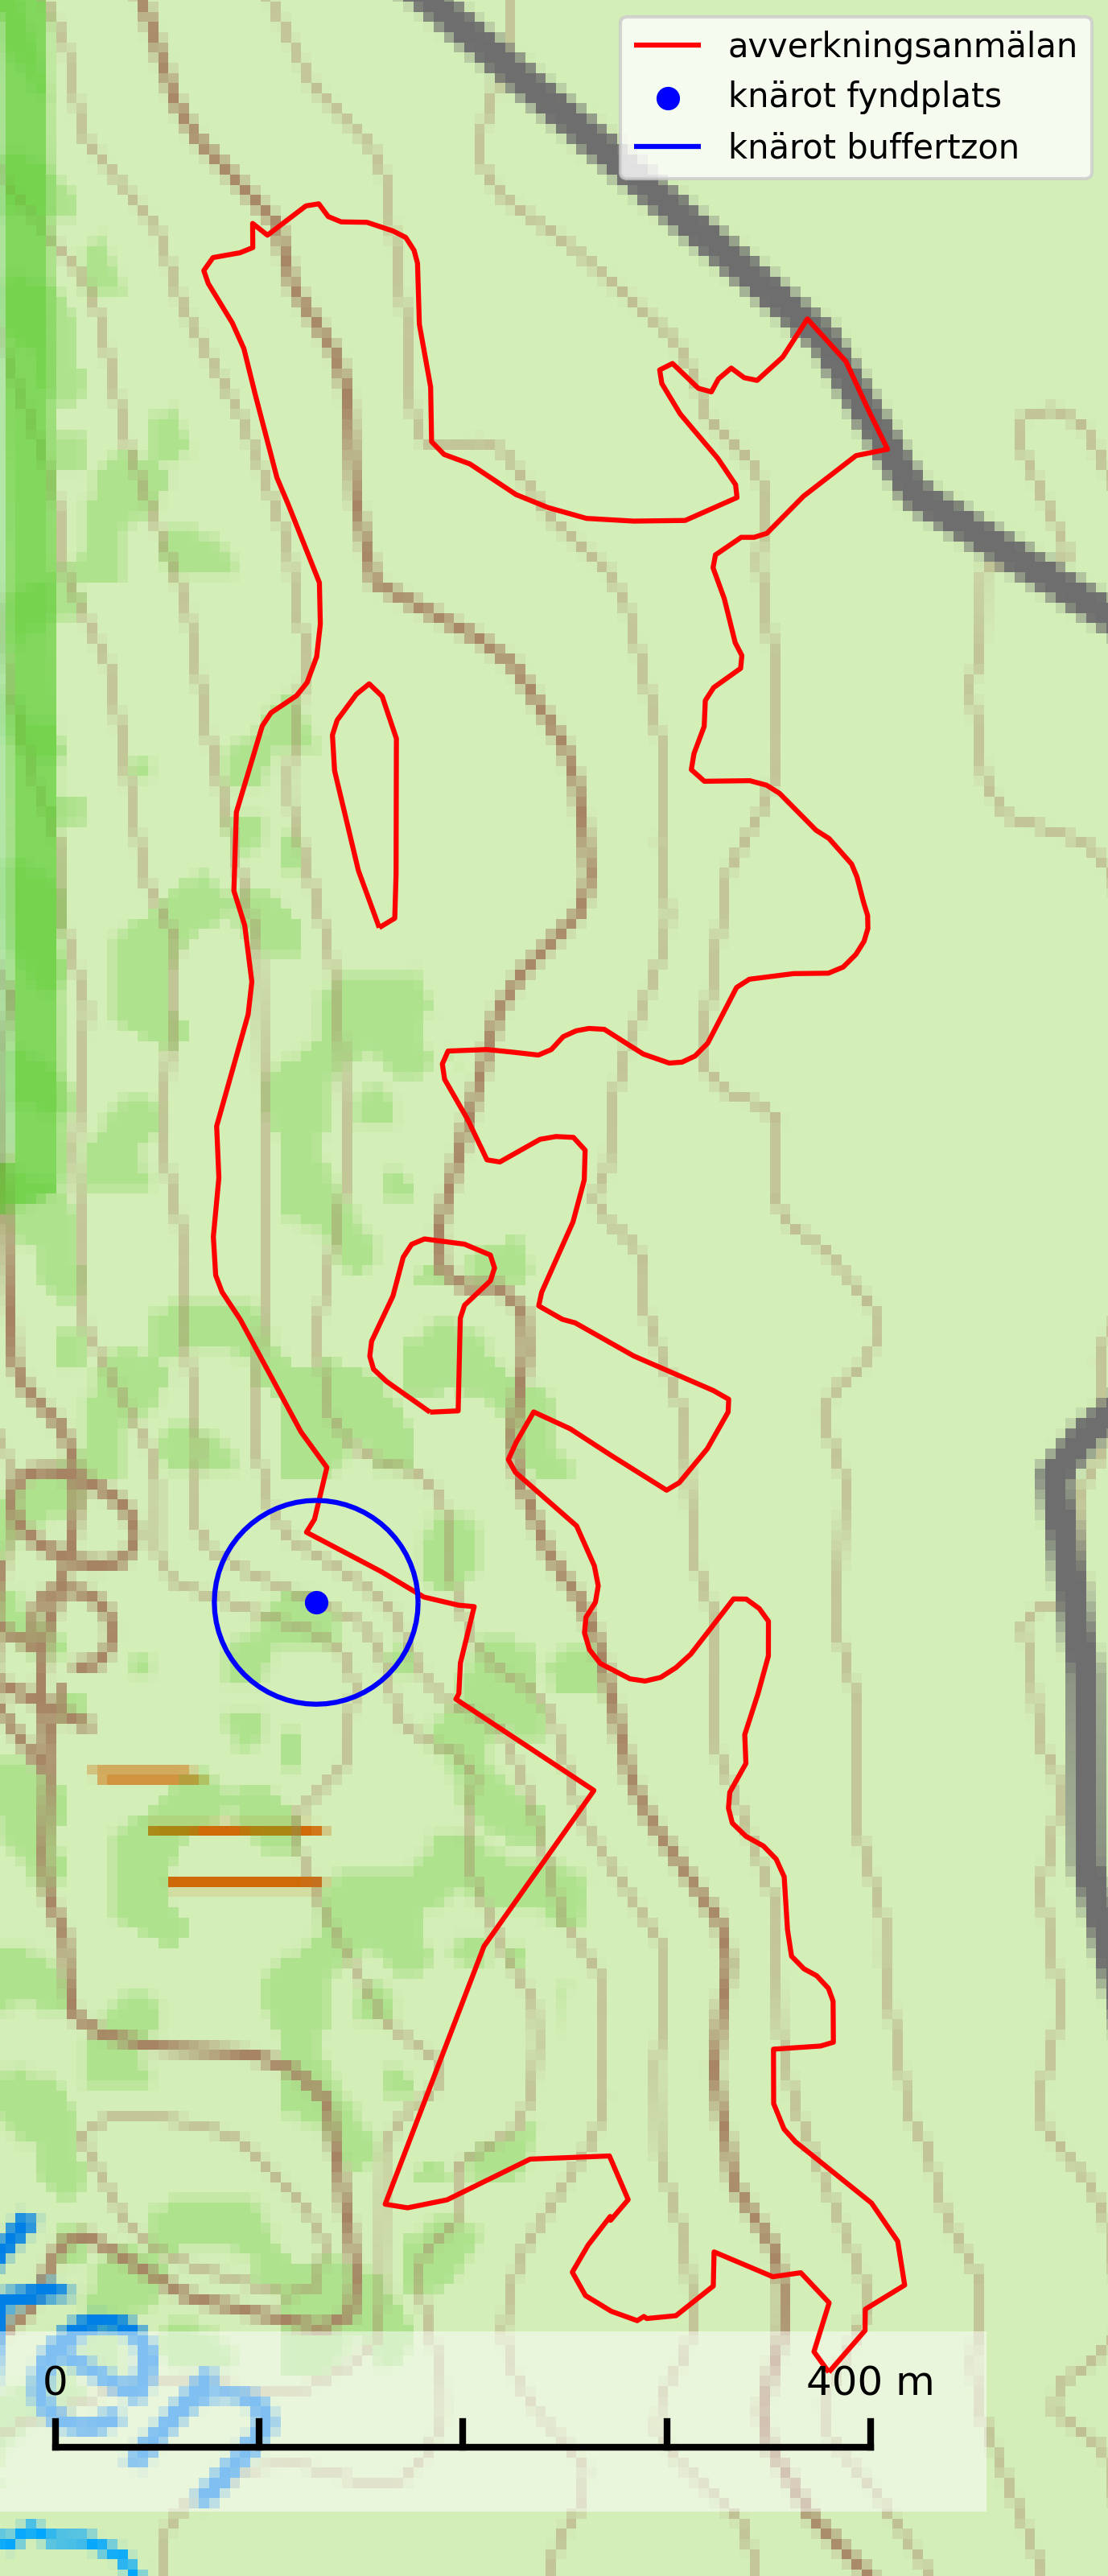 avverkningsanmälan
knärot fyndplats
knärot buffertzon
0 400 m